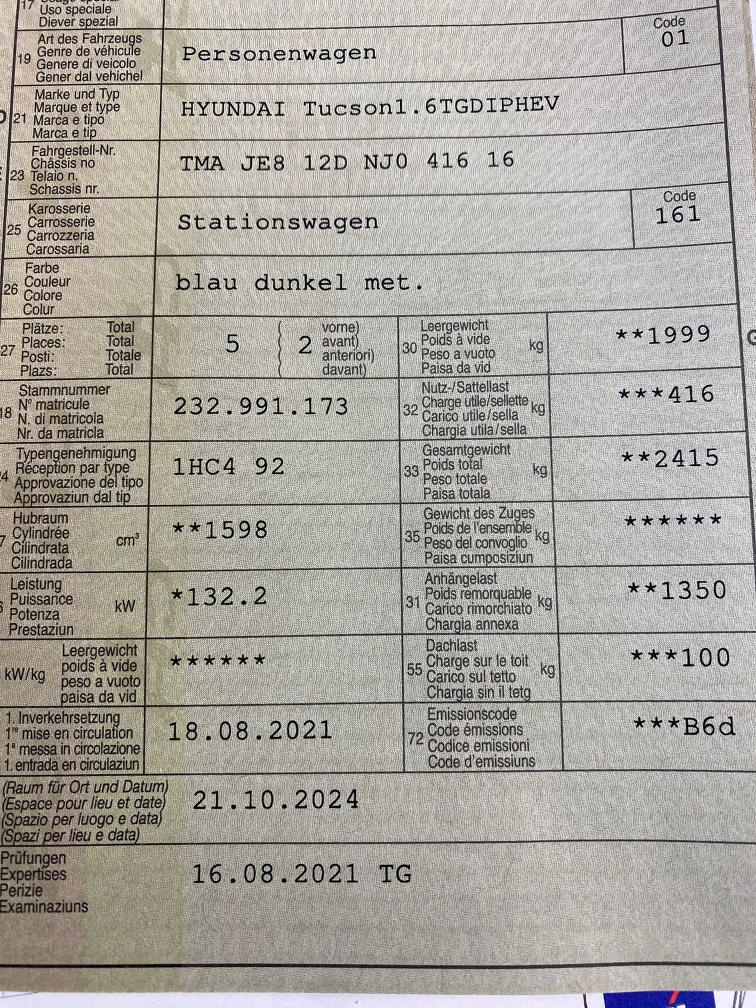 17
Uso speciale
Diever spezial
19
Art des Fahrzeugs
Genre de véhicule
Genere di veicolo
Gener dal vehichel
Personenwagen
Code
01
21
Marke und Typ
Marque et type
Marca e tipo
Marca e tip
HYUNDAI Tucson1.6TGDIPHEV
23
Fahrgestell-Nr.
Châssis no
Telaio n.
Schassis nr.
TMA JE8 12D NJ0 416 16
25
Karosserie
Carrosserie
Carrozzeria
Carossaria
Stationswagen
Code
161
26
Farbe
Couleur
Colore
Colur
blau dunkel met.
27
Plätze: Total
Places: Total
Posti: Totale
Plazs: Total
5
2
vorne)
avant)
anteriori)
davant)
30
Leergewicht
Poids à vide
Peso a vuoto
Paisa da vid
kg
**1999
18
Stammnummer
N° matricule
N. di matricola
Nr. da matricla
232.991.173
32
Nutz-/Sattellast
Charge utile/sellette
Carico utile/sella
Chargia utila/sella
kg
***416
4
Typengenehmigung
Réception par type
Approvazione del tipo
Approvaziun dal tip
1HC4 92
33
Gesamtgewicht
Poids total
Peso totale
Paisa totala
kg
**2415
7
Hubraum
Cylindrée
Cilindrata
Cilindrada
cm³
**1598
35
Gewicht des Zuges
Poids de l'ensemble
Peso del convoglio
Paisa cumposiziun
kg
******
Leistung
Puissance
Potenza
Prestaziun
kW
*132.2
31
Anhängelast
Poids remorquable
Carico rimorchiato
Chargia annexa
kg
**1350
kW/kg
Leergewicht
poids à vide
peso a vuoto
paisa da vid
******
55
Dachlast
Charge sur le toit
Carico sul tetto
Chargia sin il tetg
kg
***100
1. Inverkehrsetzung
1re mise en circulation
1a messa in circolazione
1. entrada en circulaziun
18.08.2021
72
Emissionscode
Code émissions
Codice emissioni
Code d'emissiuns
***B6d
(Raum für Ort und Datum)
(Espace pour lieu et date)
(Spazio per luogo e data)
(Spazi per lieu e data)
21.10.2024
Prüfungen
Expertises
Perizie
Examinaziuns
16.08.2021 TG